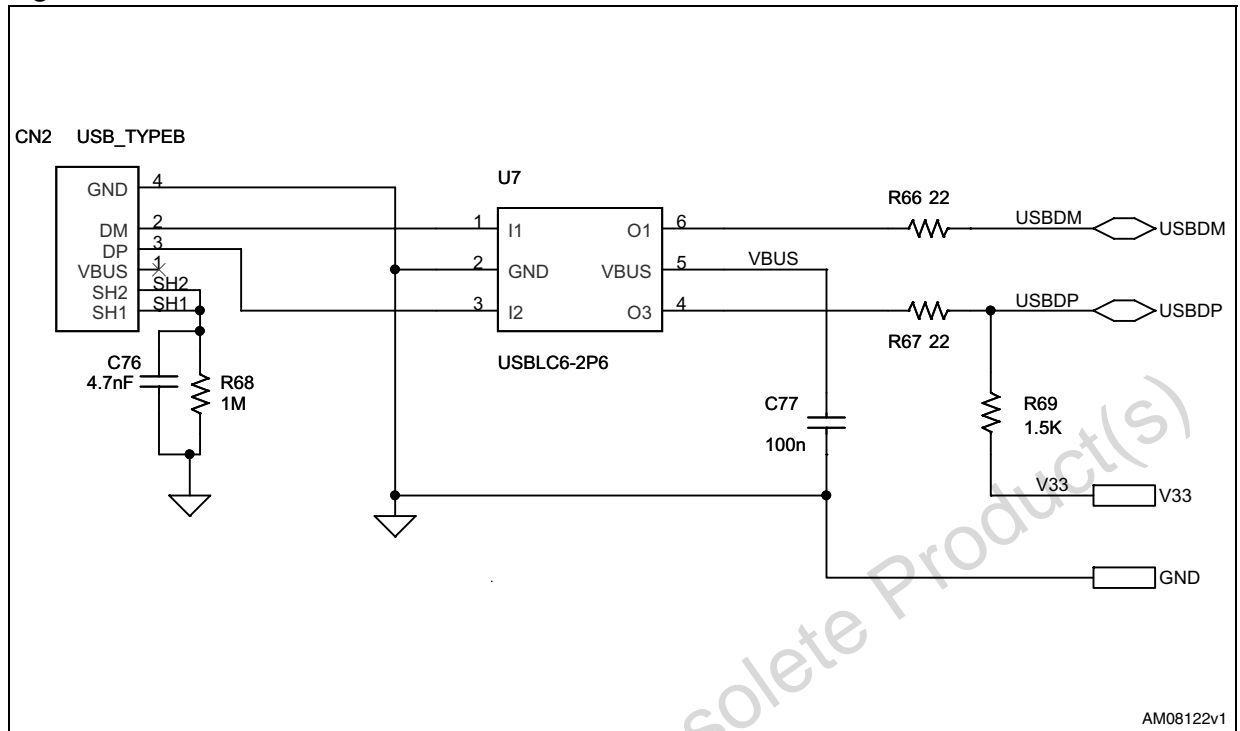 CN2 USB_TYPEB
GND 4
DM 2
DP 3
VBUS 1
SH2 SH2
SH1 SH1
C76
4.7nF
R68
1M
U7
1 I1 O1 6
2 GND VBUS 5
3 I2 O3 4
USBLC6-2P6
VBUS
R66 22
USBDM
USBDM
USBDP
USBDP
R67 22
C77
100n
R69
1.5K
V33
V33
GND
solete Product(s)
AM08122v1